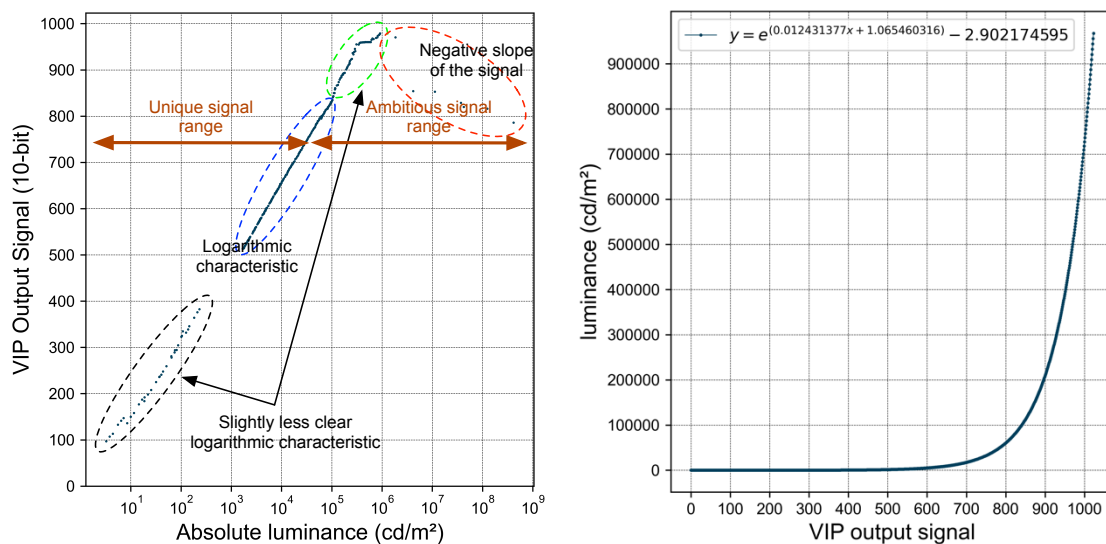 1000
900
800
700
600
500
400
300
200
100
0
VIP Output Signal (10-bit)
Negative slope
of the signal
Unique signal
range
Ambitious signal
range
Logarithmic
characteristic
Slightly less clear
logarithmic characteristic
10¹ 10² 10³ 10⁴ 10⁵ 10⁶ 10⁷ 10⁸ 10⁹
Absolute luminance (cd/m²)
y = e^(0.012431377x + 1.065460316) − 2.902174595
900000
800000
700000
600000
500000
400000
300000
200000
100000
0
luminance (cd/m²)
0 100 200 300 400 500 600 700 800 900 1000
VIP output signal